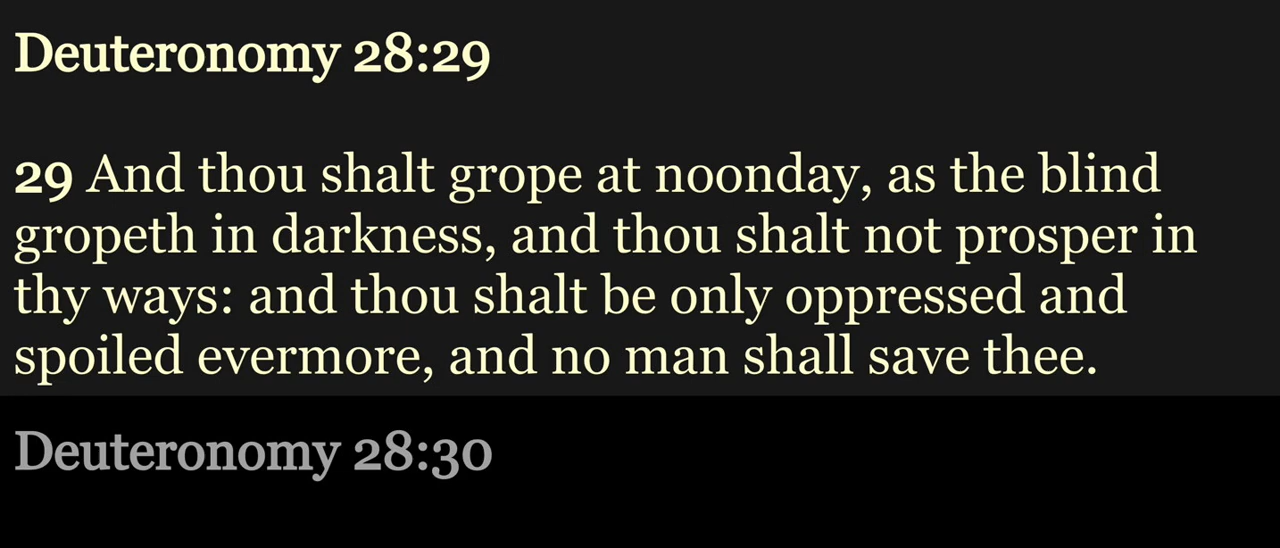 Deuteronomy 28:29
29 And thou shalt grope at noonday, as the blind
gropeth in darkness, and thou shalt not prosper in
thy ways: and thou shalt be only oppressed and
spoiled evermore, and no man shall save thee.
Deuteronomy 28:30